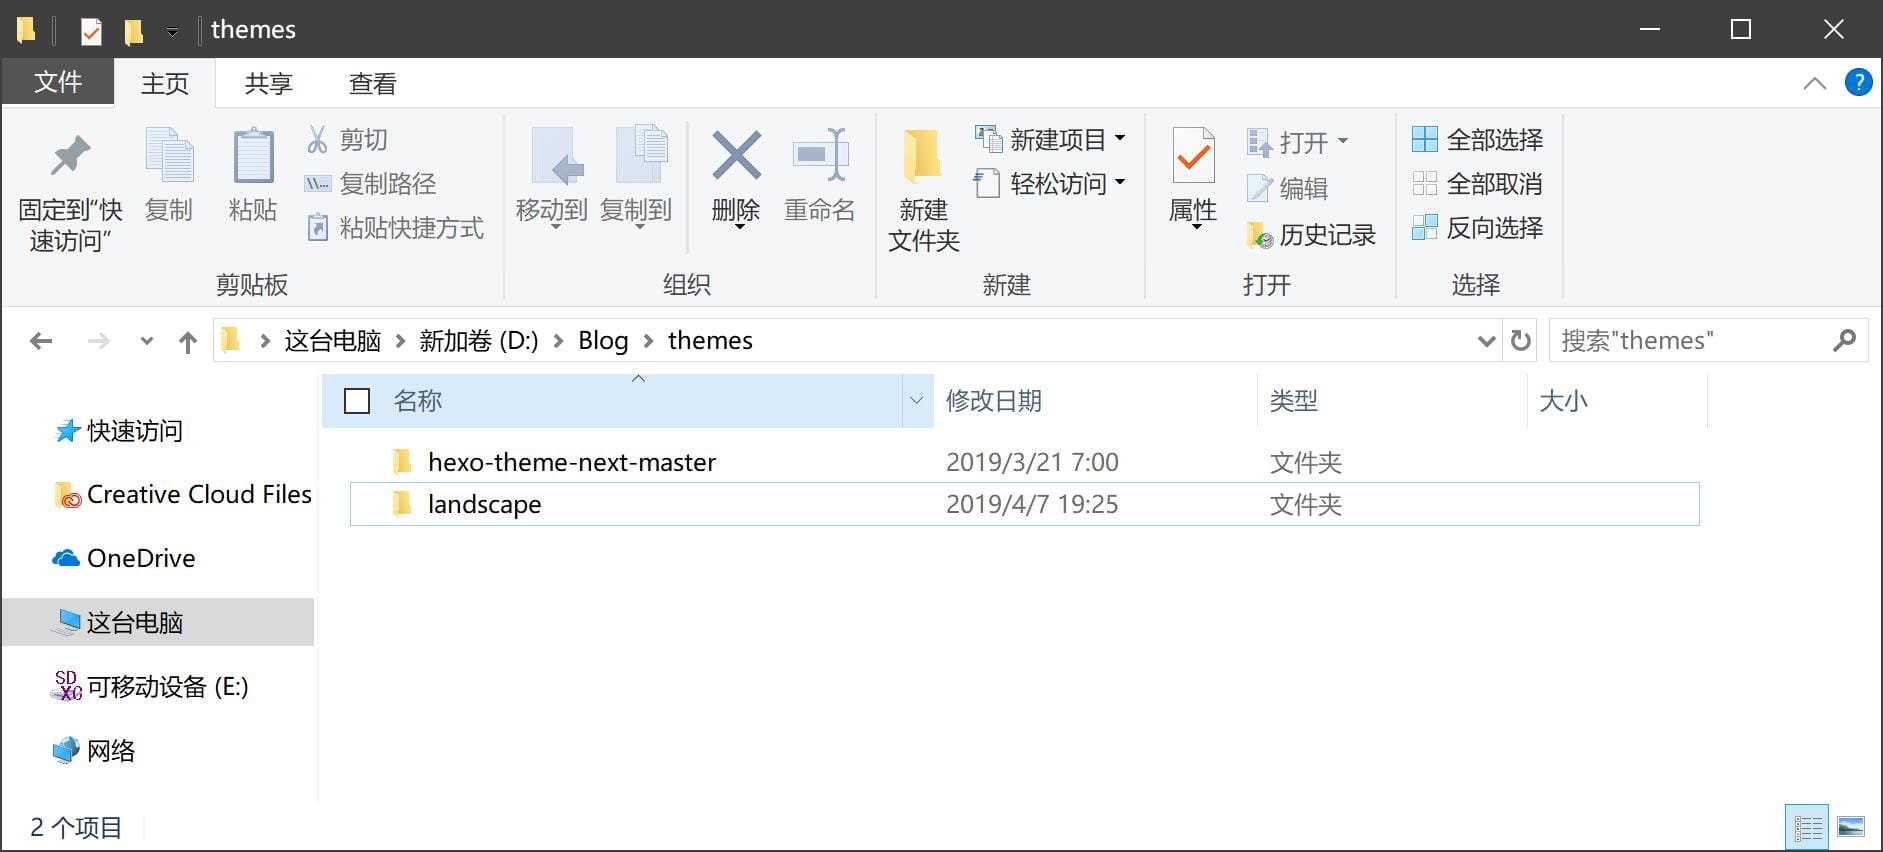 themes
文件 主页 共享 查看
固定到“快
速访问”
复制
粘贴
剪切
复制路径
粘贴快捷方式
剪贴板
移动到
复制到
删除
重命名
组织
新建
文件夹
新建项目
轻松访问
新建
属性
打开
编辑
历史记录
打开
全部选择
全部取消
反向选择
选择
这台电脑 新加卷 (D:) Blog themes
搜索"themes"
快速访问
Creative Cloud Files
OneDrive
这台电脑
SD
XC
可移动设备 (E:)
网络
名称 修改日期 类型 大小
hexo-theme-next-master 2019/3/21 7:00 文件夹
landscape 2019/4/7 19:25 文件夹
2 个项目